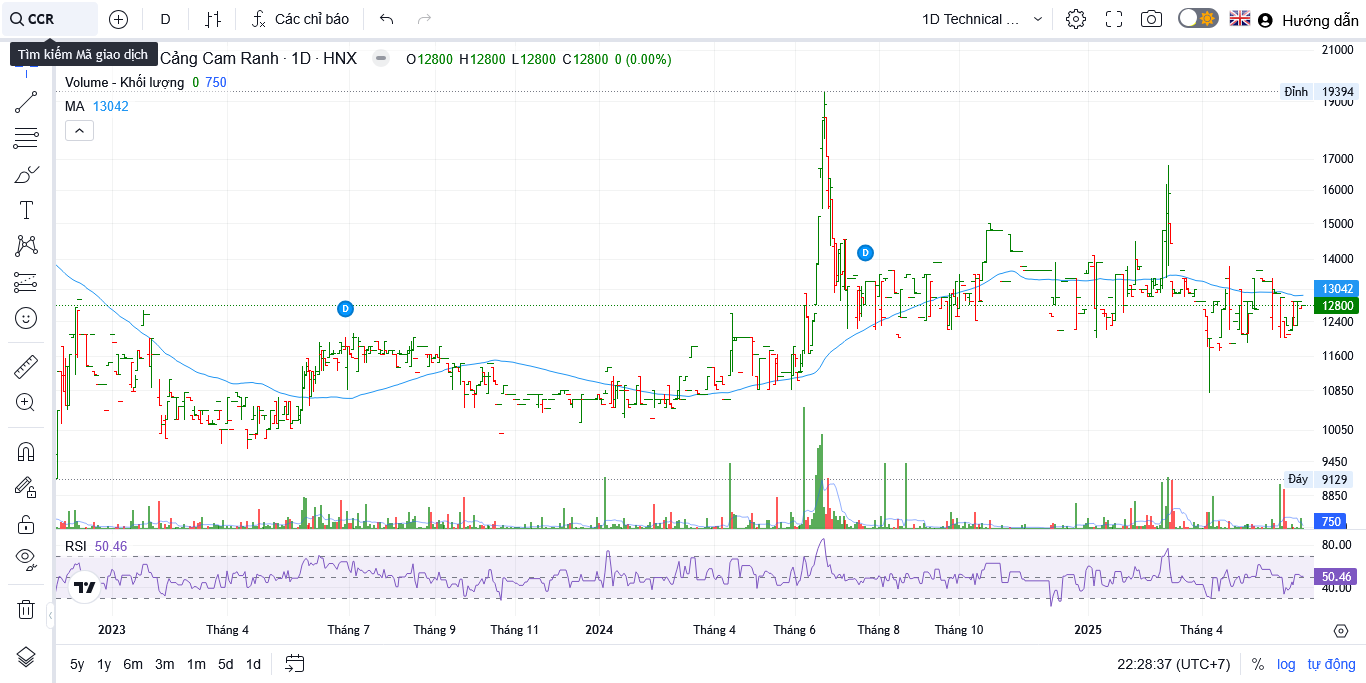 CCR D Các chỉ báo 1D Technical ... Hướng dẫn
Tìm kiếm Mã giao dịch
Cảng Cam Ranh · 1D · HNX O12800 H12800 L12800 C12800 0 (0.00%)
Volume - Khối lượng 0 750
MA 13042
21000
Đỉnh 19394
19000
17000
16000
15000
14000
13042
12800
12400
11600
10850
10050
9450
Đáy 9129
8850
750
D
D
RSI 50.46
80.00
50.46
40.00
2023 Tháng 4 Tháng 7 Tháng 9 Tháng 11 2024 Tháng 4 Tháng 6 Tháng 8 Tháng 10 2025 Tháng 4
5y 1y 6m 3m 1m 5d 1d 22:28:37 (UTC+7) % log tự động